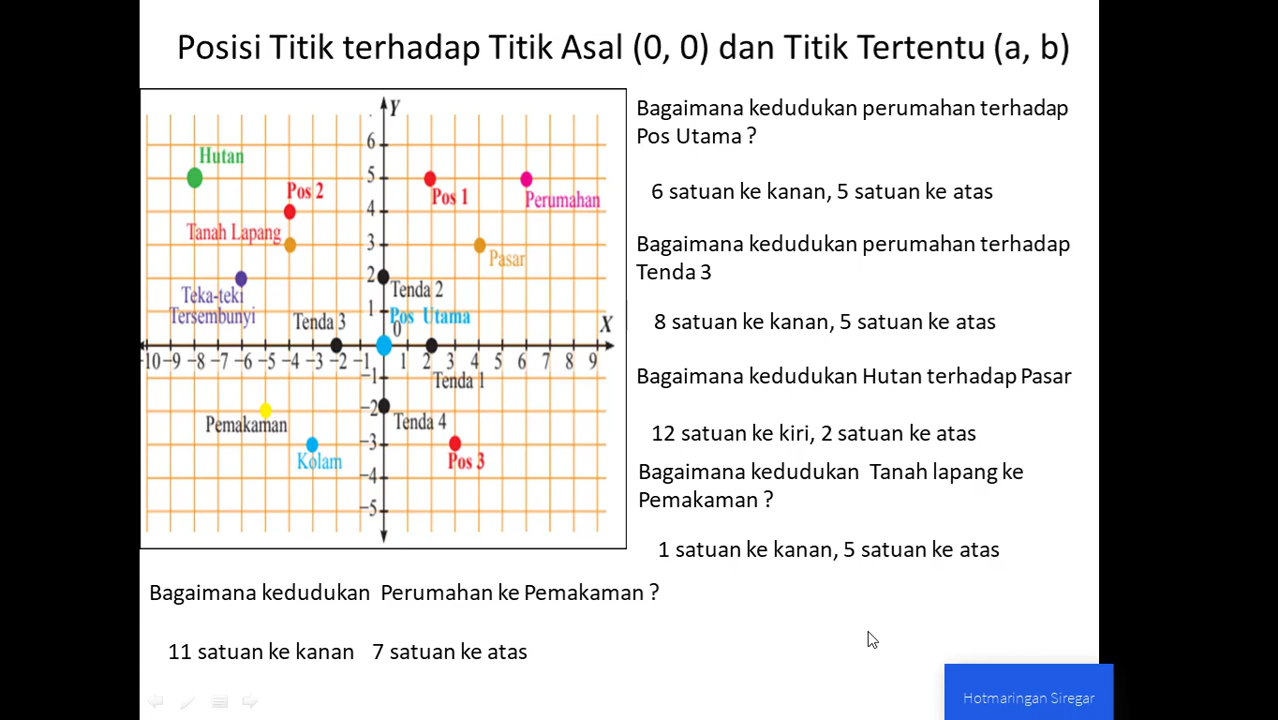 Posisi Titik terhadap Titik Asal (0, 0) dan Titik Tertentu (a, b)
Y
6
Hutan
5
Pos 2
Pos 1
Perumahan
4
Tanah Lapang
3
Pasar
2
Tenda 2
Teka-teki
Tersembunyi
1
Tenda 3
Pos Utama
0
X
-10 -9 -8 -7 -6 -5 -4 -3 -2 -1 1 2 3 4 5 6 7 8 9
-1
Tenda 1
-2
Pemakaman
Tenda 4
-3
Kolam
Pos 3
-4
-5
Bagaimana kedudukan perumahan terhadap
Pos Utama ?
6 satuan ke kanan, 5 satuan ke atas
Bagaimana kedudukan perumahan terhadap
Tenda 3
8 satuan ke kanan, 5 satuan ke atas
Bagaimana kedudukan Hutan terhadap Pasar
12 satuan ke kiri, 2 satuan ke atas
Bagaimana kedudukan Tanah lapang ke
Pemakaman ?
1 satuan ke kanan, 5 satuan ke atas
Bagaimana kedudukan Perumahan ke Pemakaman ?
11 satuan ke kanan 7 satuan ke atas
Hotmaringan Siregar